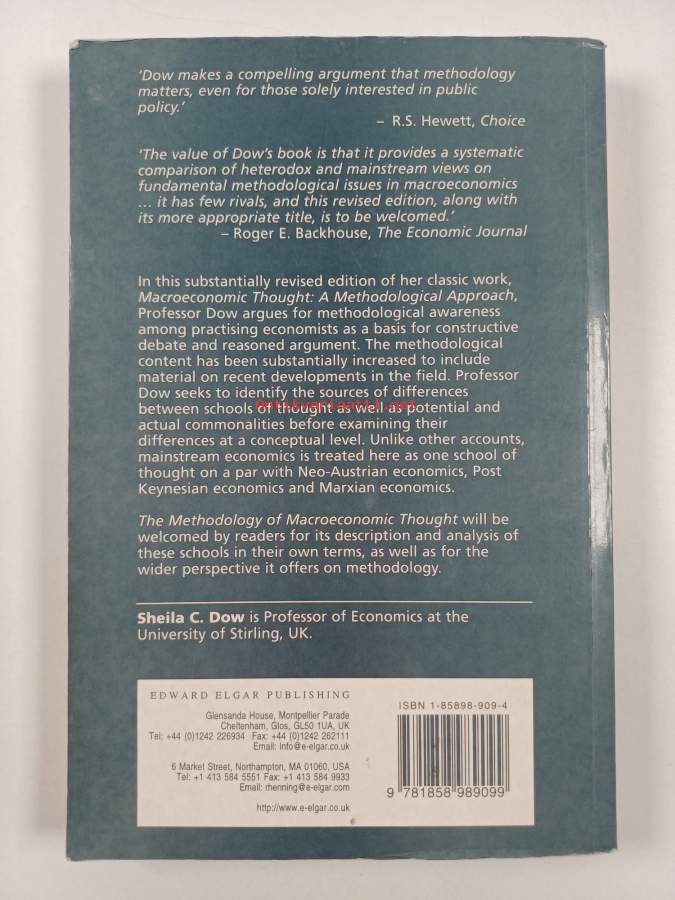 ‘Dow makes a compelling argument that methodology
matters, even for those solely interested in public
policy.’
– R.S. Hewett, Choice
‘The value of Dow’s book is that it provides a systematic
comparison of heterodox and mainstream views on
fundamental methodological issues in macroeconomics
... it has few rivals, and this revised edition, along with
its more appropriate title, is to be welcomed.’
– Roger E. Backhouse, The Economic Journal
In this substantially revised edition of her classic work,
Macroeconomic Thought: A Methodological Approach,
Professor Dow argues for methodological awareness
among practising economists as a basis for constructive
debate and reasoned argument. The methodological
content has been substantially increased to include
material on recent developments in the field. Professor
Dow seeks to identify the sources of differences
between schools of thought as well as potential and
actual commonalities before examining their
differences at a conceptual level. Unlike other accounts,
mainstream economics is treated here as one school of
thought on a par with Neo-Austrian economics, Post
Keynesian economics and Marxian economics.
The Methodology of Macroeconomic Thought will be
welcomed by readers for its description and analysis of
these schools in their own terms, as well as for the
wider perspective it offers on methodology.
Sheila C. Dow is Professor of Economics at the
University of Stirling, UK.
EDWARD ELGAR PUBLISHING
Glensanda House, Montpellier Parade
Cheltenham, Glos, GL50 1UA, UK
Tel: +44 (0)1242 226934 Fax: +44 (0)1242 262111
Email: Info@e-elgar.co.uk
6 Market Street, Northampton, MA 01060, USA
Tel: +1 413 584 5551 Fax: +1 413 584 9933
Email: rhenning@e-elgar.com
http://www.e-elgar.co.uk
ISBN 1-85898-909-4
9 781858 989099